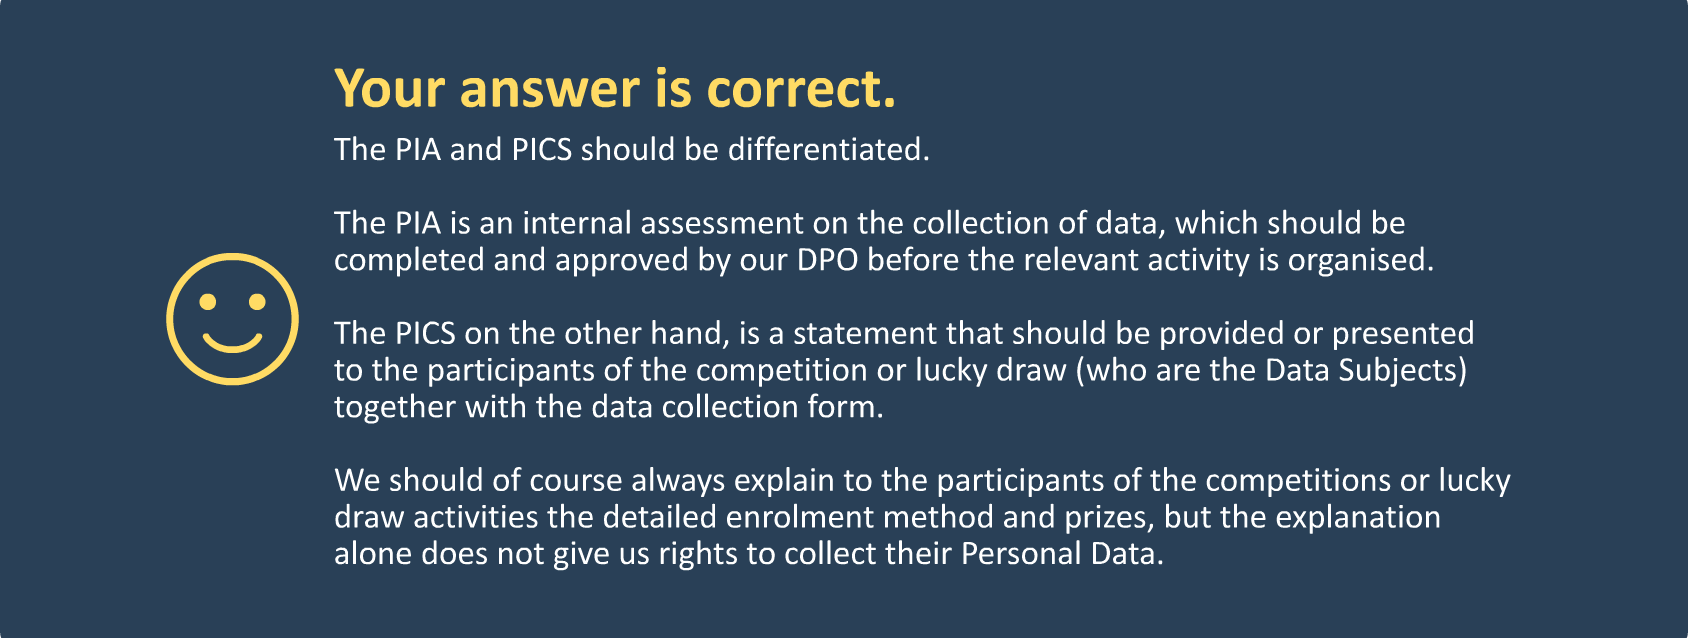 Your answer is correct.
The PIA and PICS should be differentiated.
The PIA is an internal assessment on the collection of data, which should be
completed and approved by our DPO before the relevant activity is organised.
The PICS on the other hand, is a statement that should be provided or presented
to the participants of the competition or lucky draw (who are the Data Subjects)
together with the data collection form.
We should of course always explain to the participants of the competitions or lucky
draw activities the detailed enrolment method and prizes, but the explanation
alone does not give us rights to collect their Personal Data.